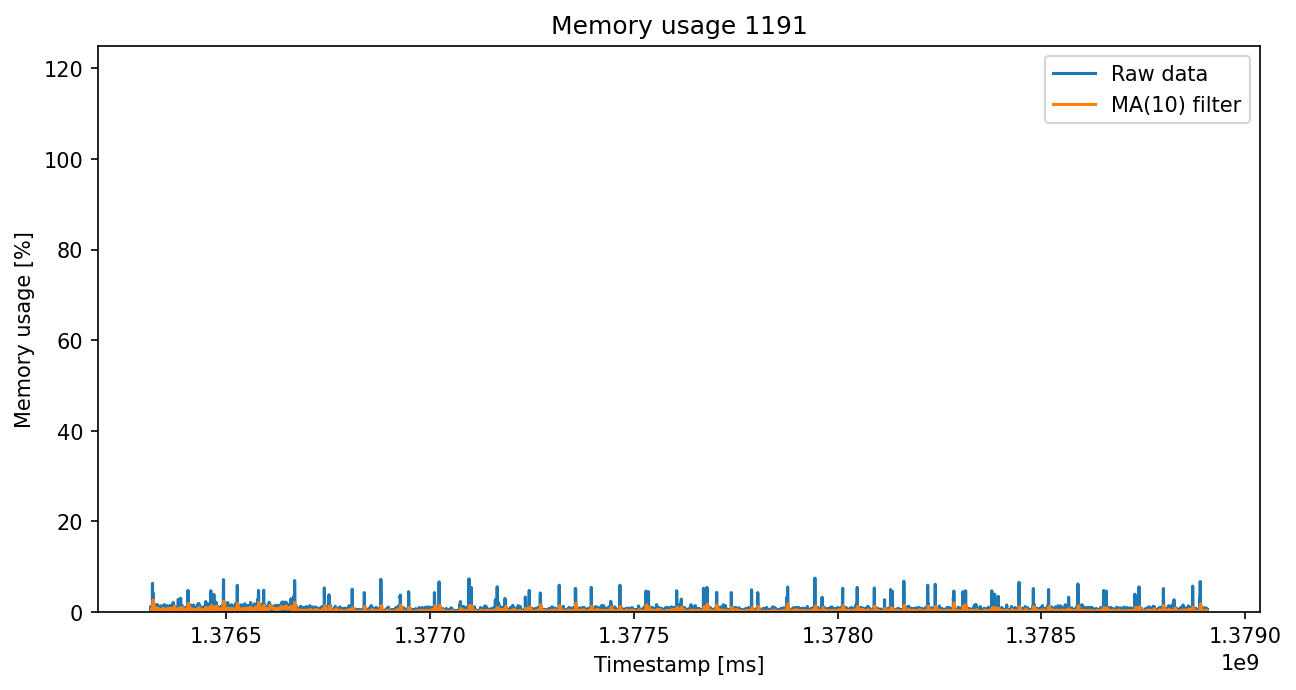 Memory usage 1191
Raw data
MA(10) filter
Memory usage [%]
120
100
80
60
40
20
0
1.3765 1.3770 1.3775 1.3780 1.3785 1.3790
1e9
Timestamp [ms]